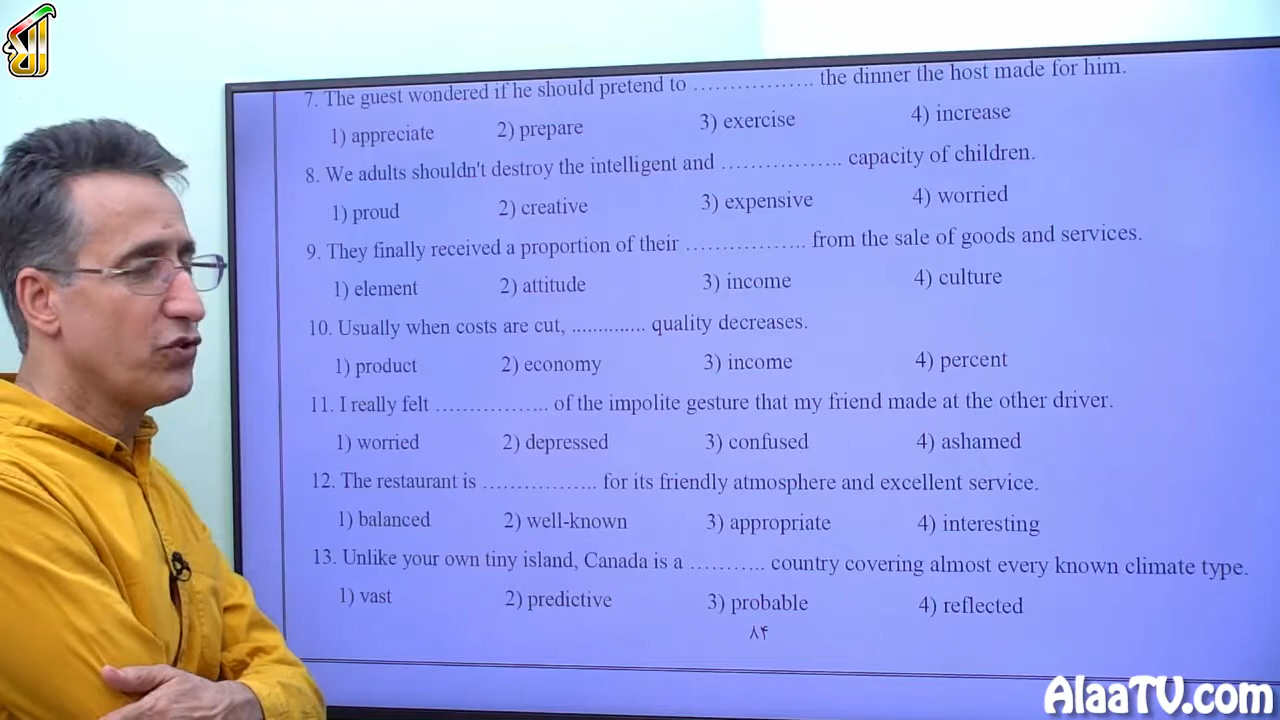 آلاء
7. The guest wondered if he should pretend to ................. the dinner the host made for him.
1) appreciate 2) prepare 3) exercise 4) increase
8. We adults shouldn't destroy the intelligent and ................. capacity of children.
1) proud 2) creative 3) expensive 4) worried
9. They finally received a proportion of their ................. from the sale of goods and services.
1) element 2) attitude 3) income 4) culture
10. Usually when costs are cut, .............. quality decreases.
1) product 2) economy 3) income 4) percent
11. I really felt ................. of the impolite gesture that my friend made at the other driver.
1) worried 2) depressed 3) confused 4) ashamed
12. The restaurant is ................. for its friendly atmosphere and excellent service.
1) balanced 2) well-known 3) appropriate 4) interesting
13. Unlike your own tiny island, Canada is a ........... country covering almost every known climate type.
1) vast 2) predictive 3) probable 4) reflected
۸۴
AlaaTV.com